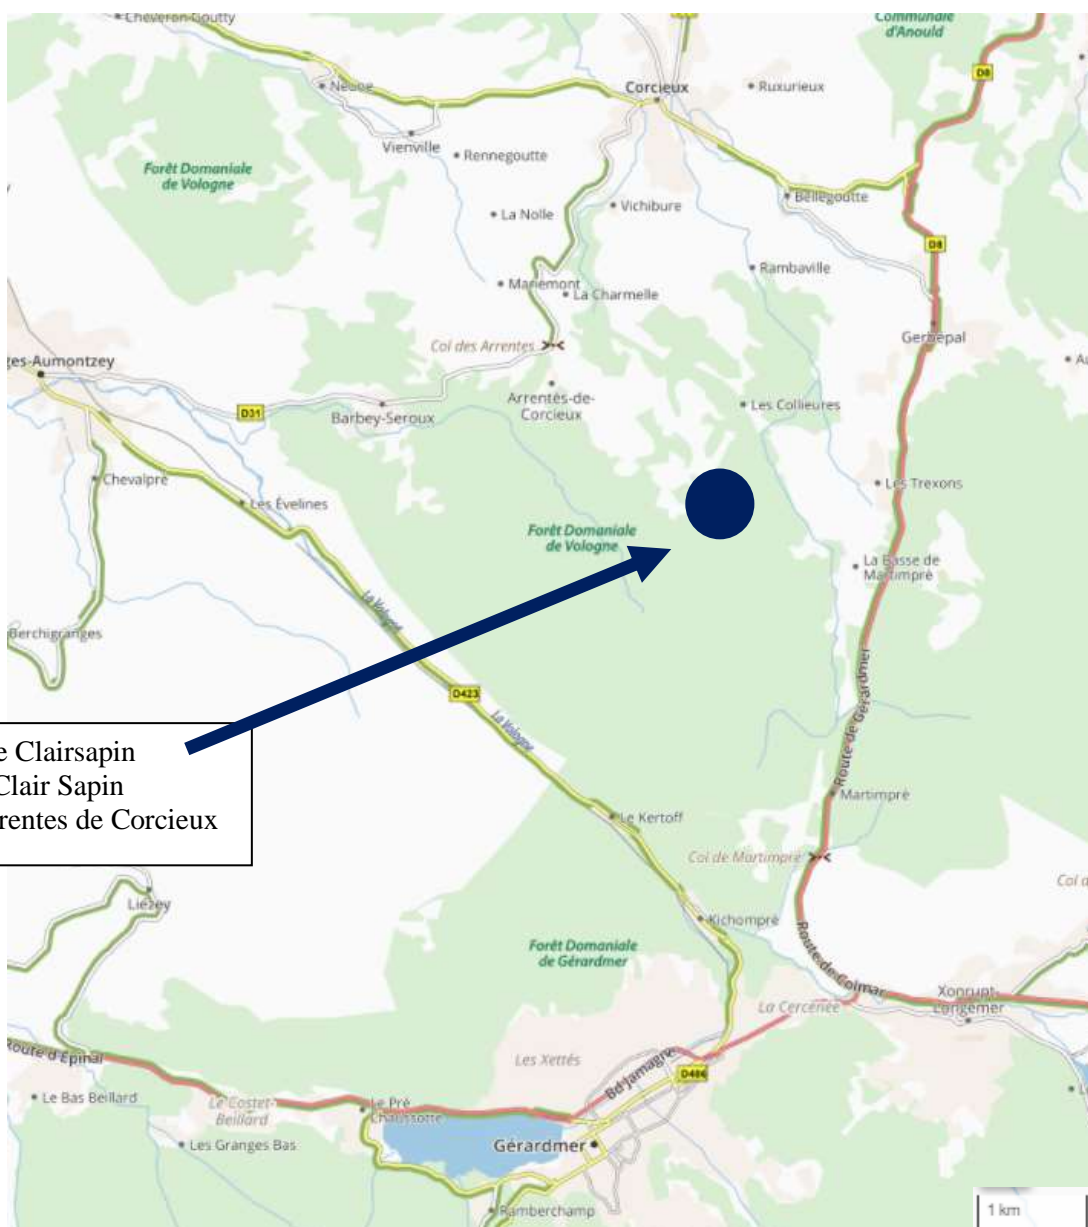 Cheveron-Goutty
Communale
d'Anould
D8
Neune
Corcieux
Ruxurieux
Vienville
Rennegoutte
Forêt Domaniale
de Vologne
Bellegoutte
La Nolle
Vichibure
D8
Rambaville
Mariemont
La Charmelle
Gerbépal
Col des Arrentes
ges-Aumontzey
Arrentès-de-
Corcieux
Les Collieures
D31
Barbey-Seroux
Chevalpré
Les Évelines
Les Trexons
Forêt Domaniale
de Vologne
La Basse de
Martimpré
La Vologne
Berchigranges
Route de Gérardmer
D423
La Vologne
e Clairsapin
Clair Sapin
rrentes de Corcieux
Martimpré
Le Kertoff
Col de Martimpré
Liézey
Kichompré
Forêt Domaniale
de Gérardmer
Route de Colmar
Xonrupt-
Longemer
La Cercenée
Route d'Épinal
Les Xettes
Bd Jamagne
D486
Le Bas Beillard
Le Costet-
Beillard
Le Pré
Chaussotte
Les Granges Bas
Gérardmer
Ramberchamp
1 km